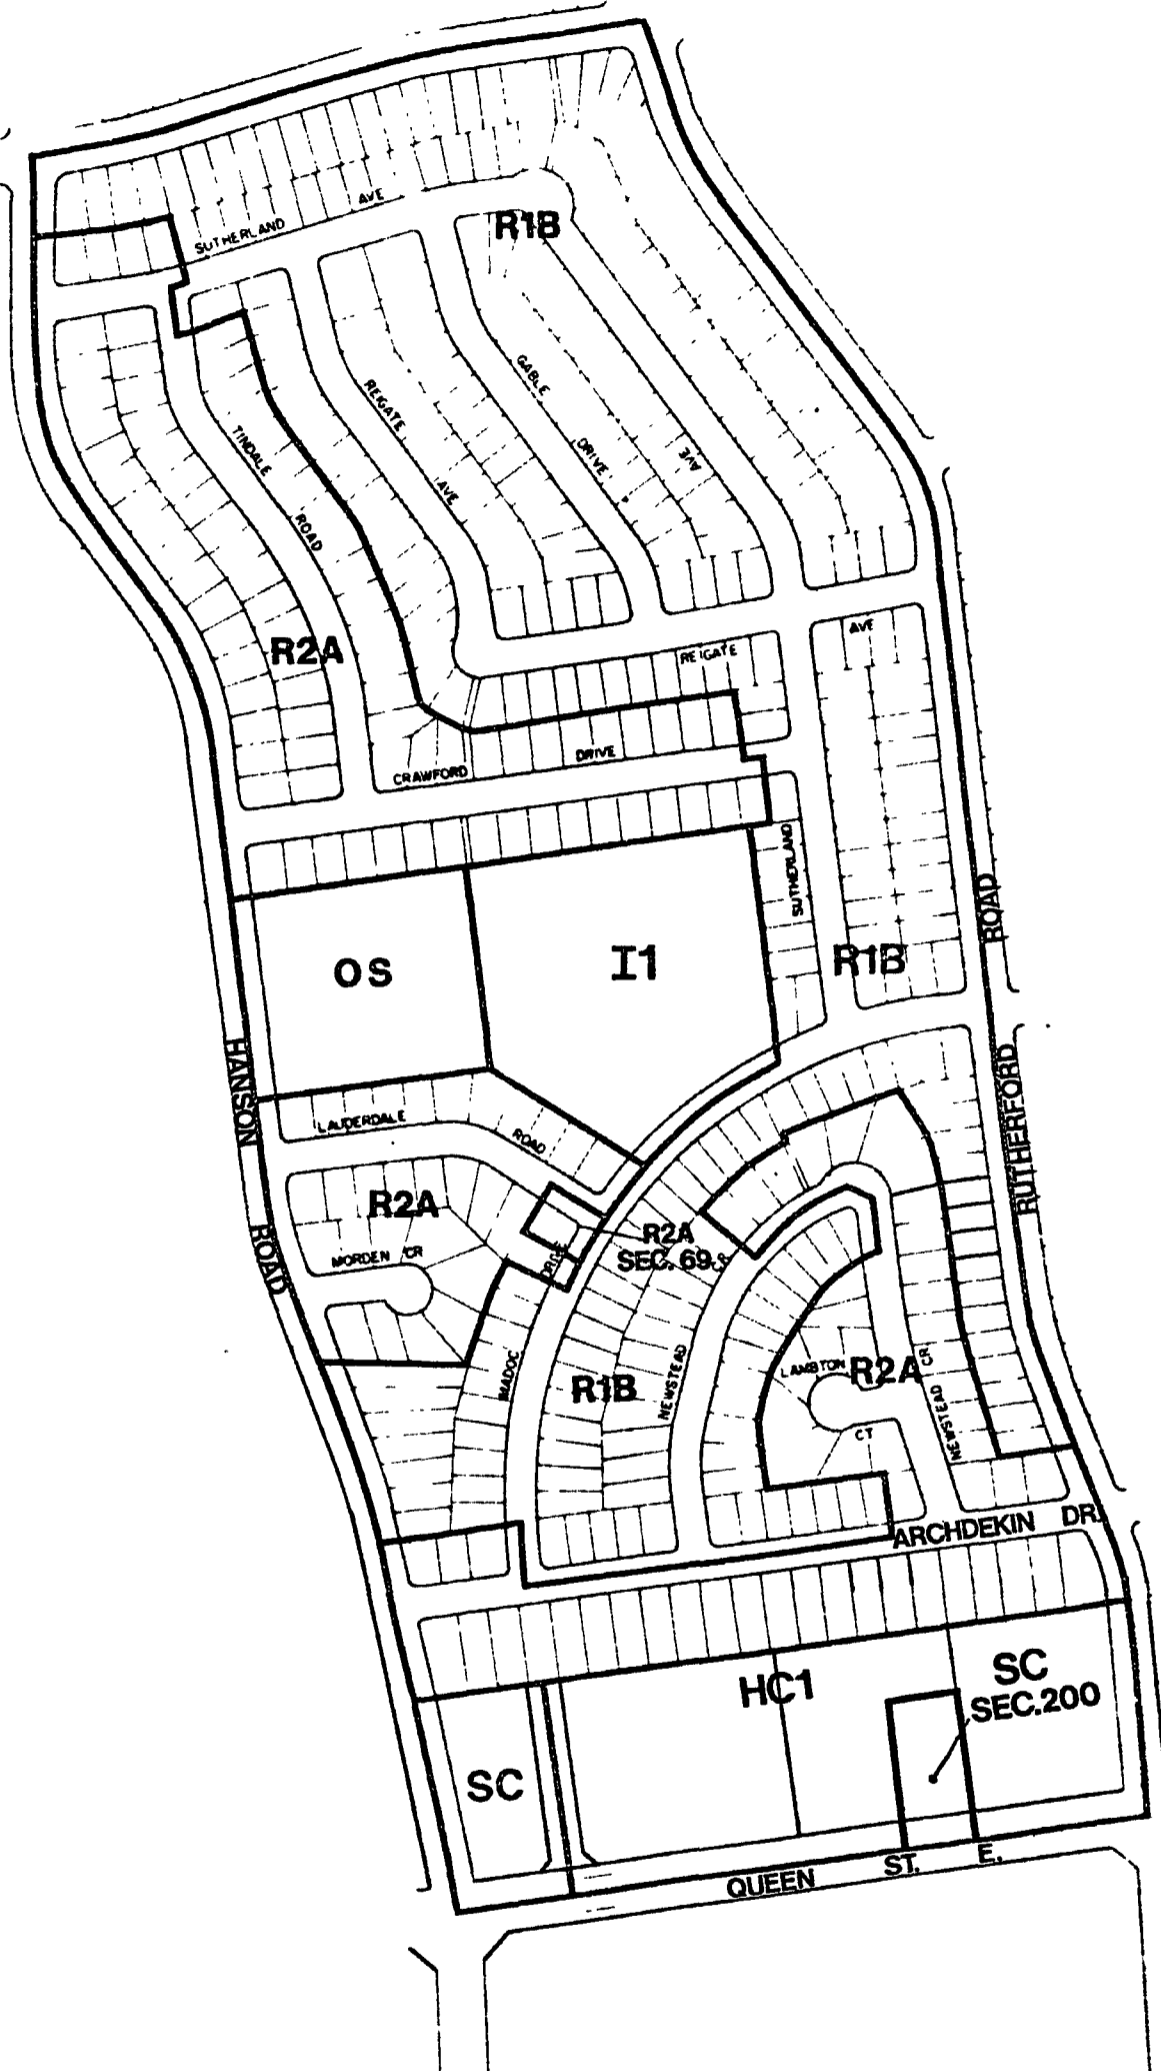 SUTHERLAND AVE
R1B
GABLE
DRIVE
REIGATE
AVE
AVE
TINDALE
ROAD
R2A
AVE
REIGATE
DRIVE
CRAWFORD
SUTHERLAND
ROAD
OS
I1
R1B
HANSON
ROAD
RUTHERFORD
LAUDERDALE
ROAD
R2A
MORDEN CR
DRIVE
R2A
SEC. 69
CR
MADOC
R1B
NEWSTEAD
LAMBTON
R2A
CR
NEWSTEAD
CT
ARCHDEKIN DR.
HC1
SC
SEC.200
SC
QUEEN ST. E.